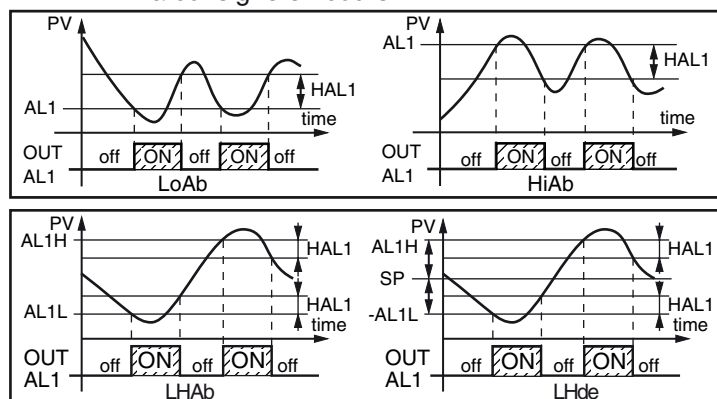 PV
AL1
HAL1
time
OUT
AL1
off ON off ON off
LoAb
PV
AL1
HAL1
time
OUT
AL1
off ON off ON off
HiAb
PV
AL1H
HAL1
AL1L
HAL1
time
OUT
AL1
off ON off ON off
LHAb
PV
AL1H
HAL1
SP
-AL1L
HAL1
time
OUT
AL1
off ON off ON off
LHde